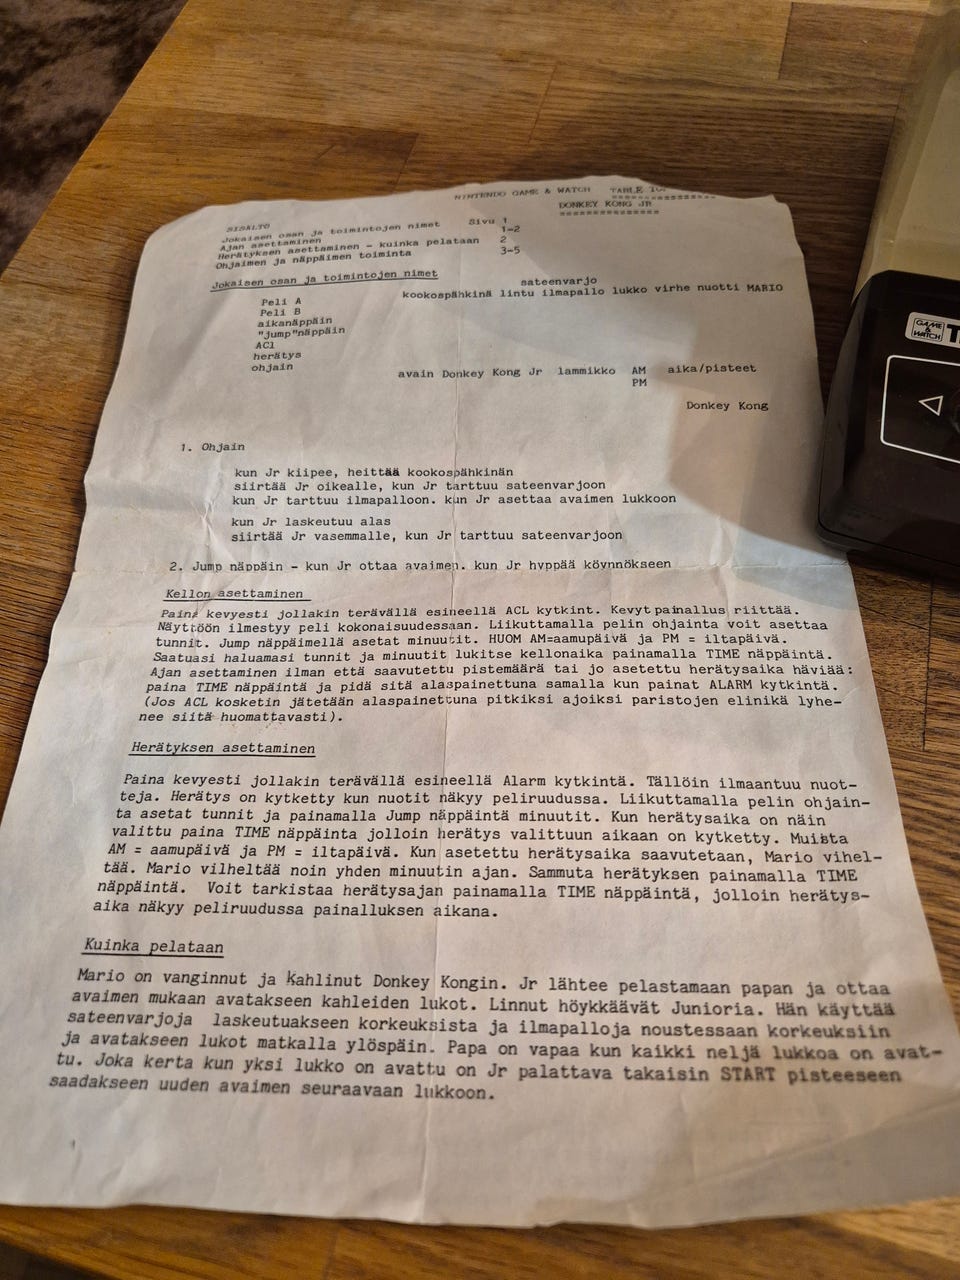 NINTENDO GAME & WATCH TABLE
===============
DONKEY KONG JR
===============
SISÄLTÖ
Jokaisen osan ja toimintojen nimet Sivu 1
Ajan asettaminen 1-2
Herätyksen asettaminen - kuinka pelataan 2
Ohjaimen ja näppäimen toiminta 3-5
Jokaisen osan ja toimintojen nimet
sateenvarjo
kookospähkinä lintu ilmapallo lukko virhe nuotti MARIO
Peli A
Peli B
aikanäppäin
"jump"näppäin
ACl
herätys
ohjain
avain Donkey Kong Jr lammikko AM aika/pisteet
PM
Donkey Kong
1. Ohjain
kun Jr kiipee, heittää kookospähkinän
siirtää Jr oikealle, kun Jr tarttuu sateenvarjoon
kun Jr tarttuu ilmapalloon. kun Jr asettaa avaimen lukkoon
kun Jr laskeutuu alas
siirtää Jr vasemmalle, kun Jr tarttuu sateenvarjoon
2. Jump näppäin - kun Jr ottaa avaimen. kun Jr hyppää köynnökseen
Kellon asettaminen
Paina kevyesti jollakin terävällä esineellä ACL kytkint. Kevyt painallus riittää.
Näyttöön ilmestyy peli kokonaisuudessaan. Liikuttamalla pelin ohjainta voit asettaa
tunnit. Jump näppäimellä asetat minuutit. HUOM AM=aamupäivä ja PM = iltapäivä.
Saatuasi haluamasi tunnit ja minuutit lukitse kellonaika painamalla TIME näppäintä.
Ajan asettaminen ilman että saavutettu pistemäärä tai jo asetettu herätysaika häviää:
paina TIME näppäintä ja pidä sitä alaspainettuna samalla kun painat ALARM kytkintä.
(Jos ACL kosketin jätetään alaspainettuna pitkiksi ajoiksi paristojen elinikä lyhe-
nee siitä huomattavasti).
Herätyksen asettaminen
Paina kevyesti jollakin terävällä esineellä Alarm kytkintä. Tällöin ilmaantuu nuot-
teja. Herätys on kytketty kun nuotit näkyy peliruudussa. Liikuttamalla pelin ohjain-
ta asetat tunnit ja painamalla Jump näppäintä minuutit. Kun herätysaika on näin
valittu paina TIME näppäinta jolloin herätys valittuun aikaan on kytketty. Muista
AM = aamupäivä ja PM = iltapäivä. Kun asetettu herätysaika saavutetaan, Mario vihel-
tää. Mario vilheltää noin yhden minuutin ajan. Sammuta herätyksen painamalla TIME
näppäintä. Voit tarkistaa herätysajan painamalla TIME näppäintä, jolloin herätys-
aika näkyy peliruudussa painalluksen aikana.
Kuinka pelataan
Mario on vanginnut ja kahlinut Donkey Kongin. Jr lähtee pelastamaan papan ja ottaa
avaimen mukaan avatakseen kahleiden lukot. Linnut höykkäävät Junioria. Hän käyttää
sateenvarjoja laskeutuakseen korkeuksista ja ilmapalloja noustessaan korkeuksiin
ja avatakseen lukot matkalla ylöspäin. Papa on vapaa kun kaikki neljä lukkoa on avat-
tu. Joka kerta kun yksi lukko on avattu on Jr palattava takaisin START pisteeseen
saadakseen uuden avaimen seuraavaan lukkoon.
GAME & WATCH